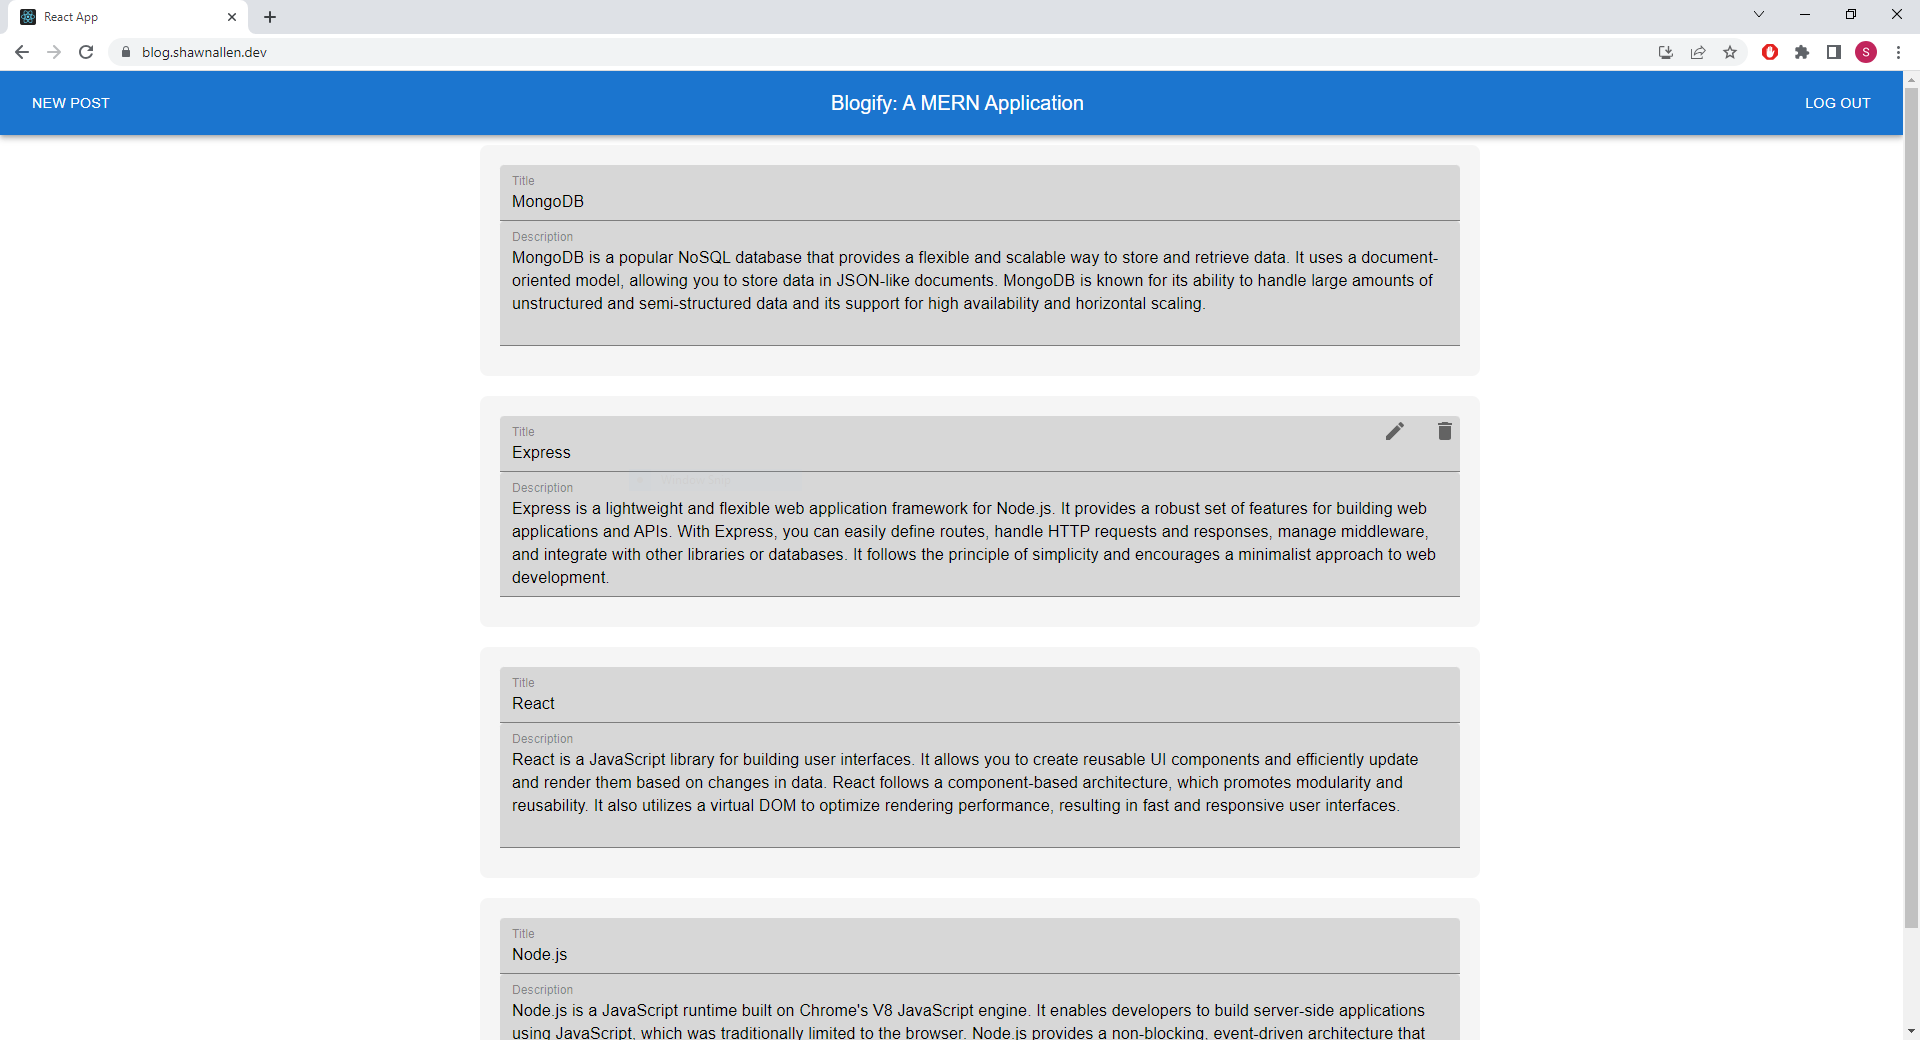 React App
blog.shawnallen.dev
S
NEW POST
Blogify: A MERN Application
LOG OUT
Title
MongoDB
Description
MongoDB is a popular NoSQL database that provides a flexible and scalable way to store and retrieve data. It uses a document-
oriented model, allowing you to store data in JSON-like documents. MongoDB is known for its ability to handle large amounts of
unstructured and semi-structured data and its support for high availability and horizontal scaling.
Title
Express
Description
Express is a lightweight and flexible web application framework for Node.js. It provides a robust set of features for building web
applications and APIs. With Express, you can easily define routes, handle HTTP requests and responses, manage middleware,
and integrate with other libraries or databases. It follows the principle of simplicity and encourages a minimalist approach to web
development.
Title
React
Description
React is a JavaScript library for building user interfaces. It allows you to create reusable UI components and efficiently update
and render them based on changes in data. React follows a component-based architecture, which promotes modularity and
reusability. It also utilizes a virtual DOM to optimize rendering performance, resulting in fast and responsive user interfaces.
Title
Node.js
Description
Node.js is a JavaScript runtime built on Chrome's V8 JavaScript engine. It enables developers to build server-side applications
using JavaScript, which was traditionally limited to the browser. Node.js provides a non-blocking, event-driven architecture that